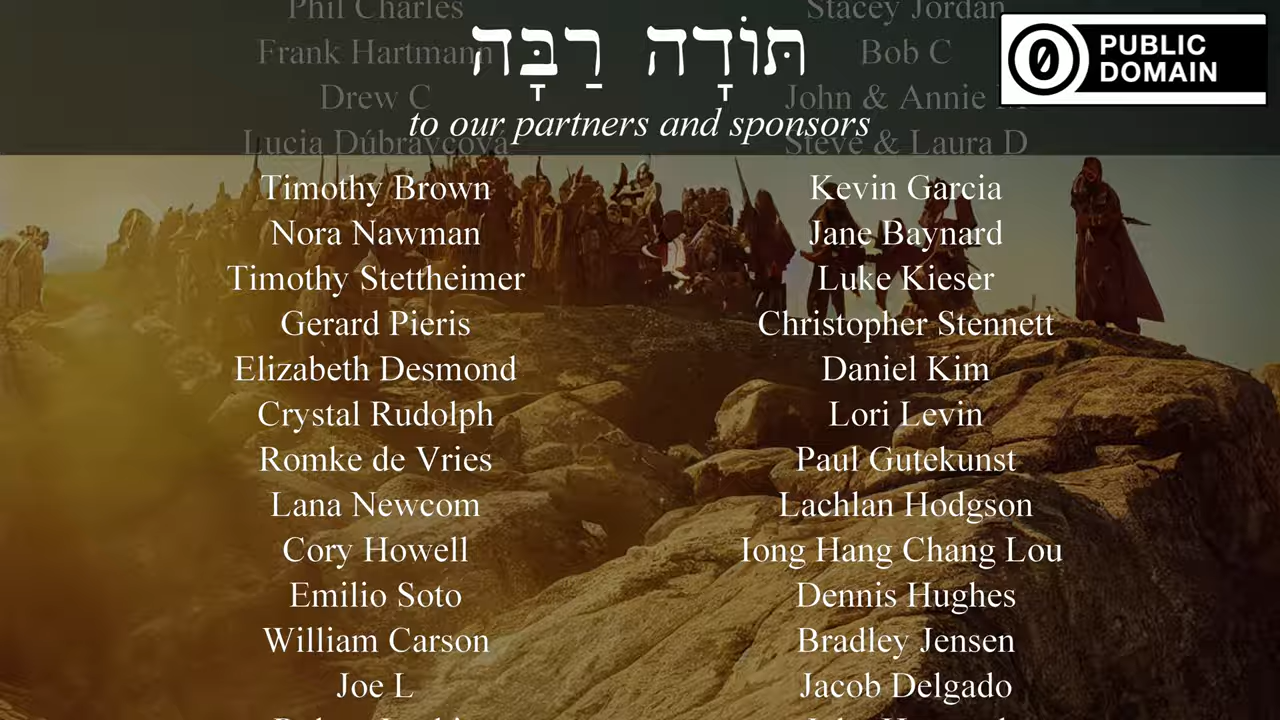 תּוֹדָה רַבָּה
to our partners and sponsors
PUBLIC
DOMAIN
Phil Charles
Frank Hartmann
Drew C
Lucia Dúbravcová
Timothy Brown
Nora Nawman
Timothy Stettheimer
Gerard Pieris
Elizabeth Desmond
Crystal Rudolph
Romke de Vries
Lana Newcom
Cory Howell
Emilio Soto
William Carson
Joe L
Stacey Jordan
Bob C
John & Annie M
Steve & Laura D
Kevin Garcia
Jane Baynard
Luke Kieser
Christopher Stennett
Daniel Kim
Lori Levin
Paul Gutekunst
Lachlan Hodgson
Iong Hang Chang Lou
Dennis Hughes
Bradley Jensen
Jacob Delgado